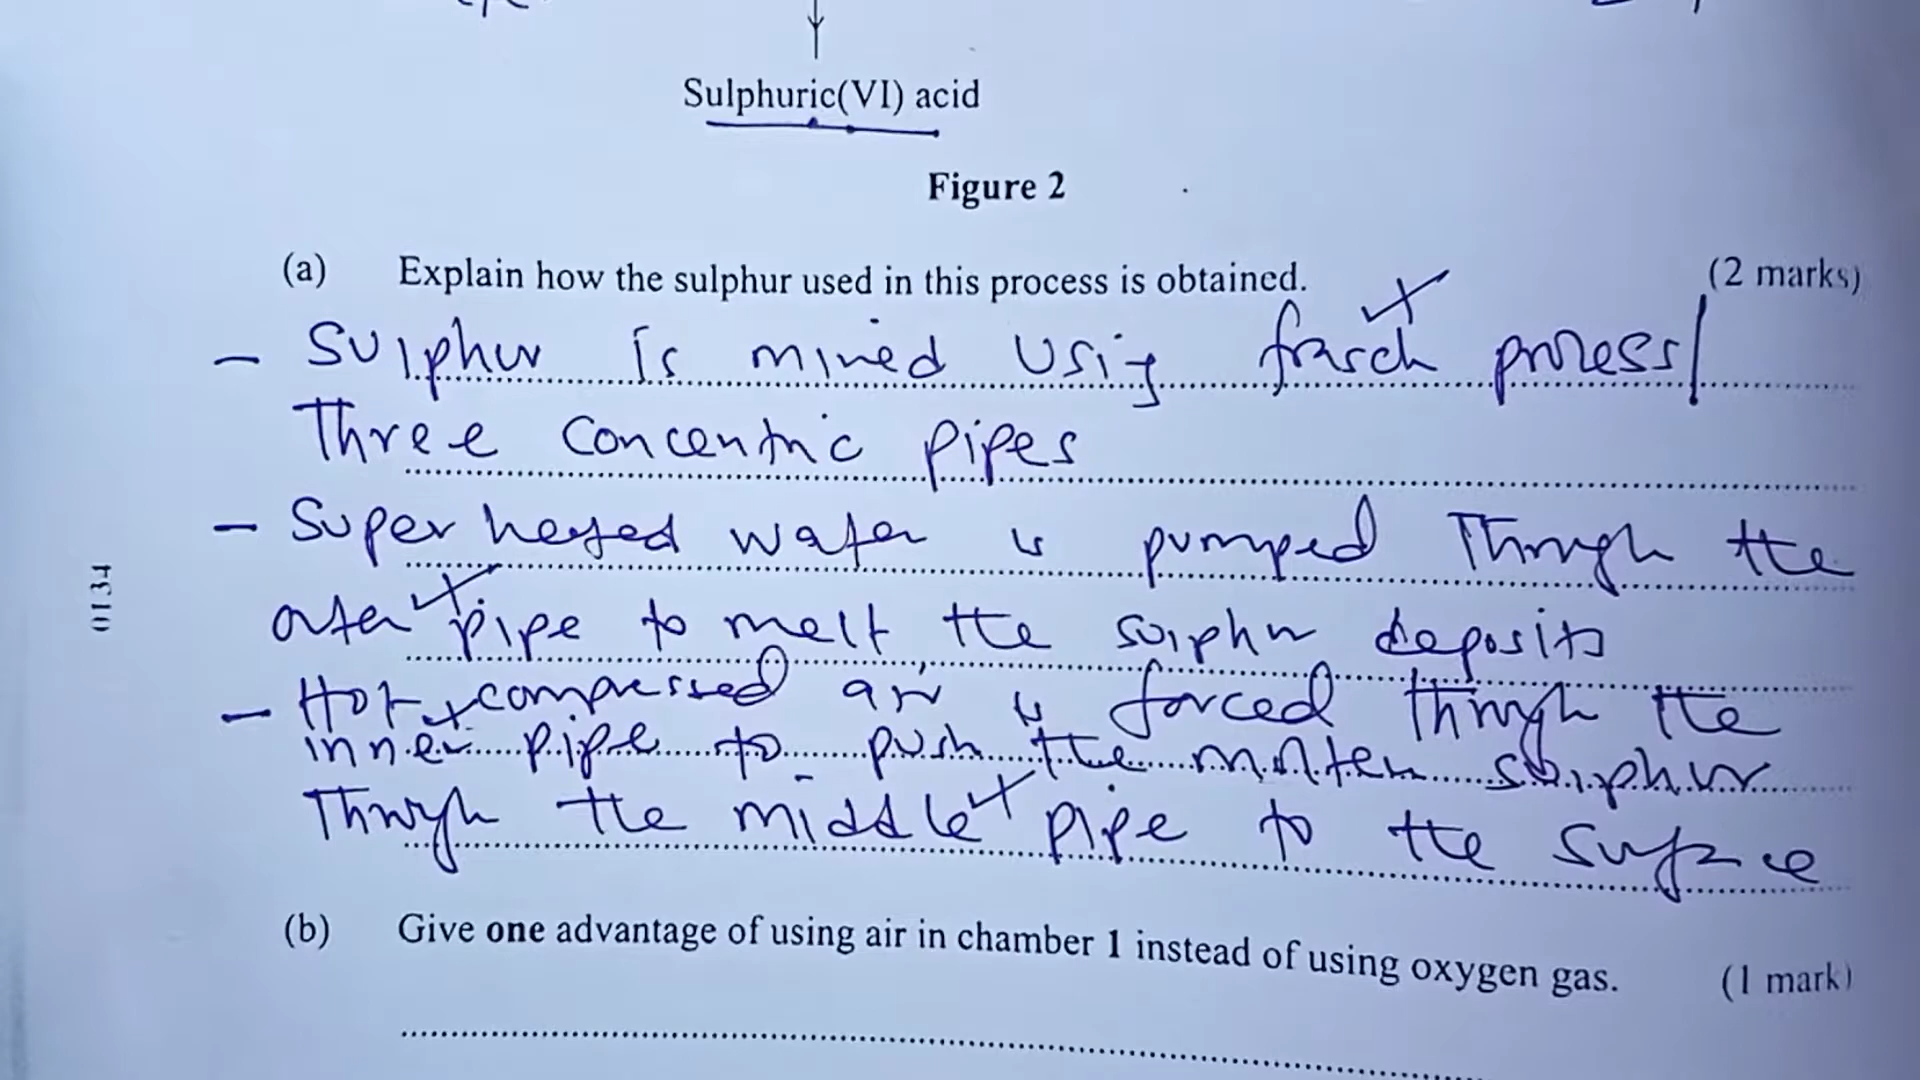 Sulphuric(VI) acid
Figure 2
(a) Explain how the sulphur used in this process is obtained. (2 marks)
- Sulphur is mined using frasch process/
Three concentric pipes
- Super heated water is pumped through the
outer pipe to melt the sulphur deposits
- Hot compressed air is forced through the
inner pipe to push the molten sulphur
through the middle pipe to the surface
0134
(b) Give one advantage of using air in chamber 1 instead of using oxygen gas. (1 mark)